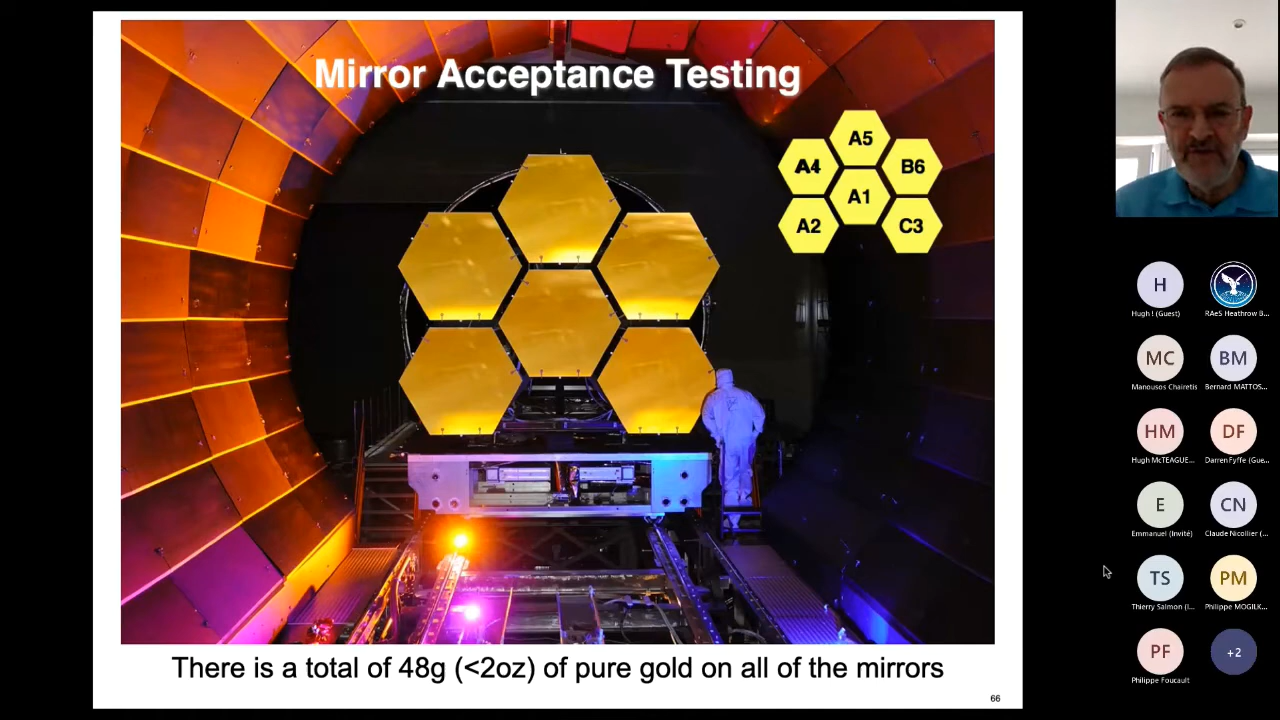 Mirror Acceptance Testing
A5
A4
B6
A1
A2
C3
There is a total of 48g (<2oz) of pure gold on all of the mirrors
66
H
Hugh ! (Guest)
RAeS Heathrow B...
MC
BM
Manousos Chairetis
Bernard MATTOS...
HM
DF
Hugh McTEAGUE...
Darren Fyffe (Gue...
E
CN
Emmanuel (Invité)
Claude Nicollier (...
TS
PM
Thierry Salmon (I...
Philippe MOGILK...
PF
+2
Philippe Foucault